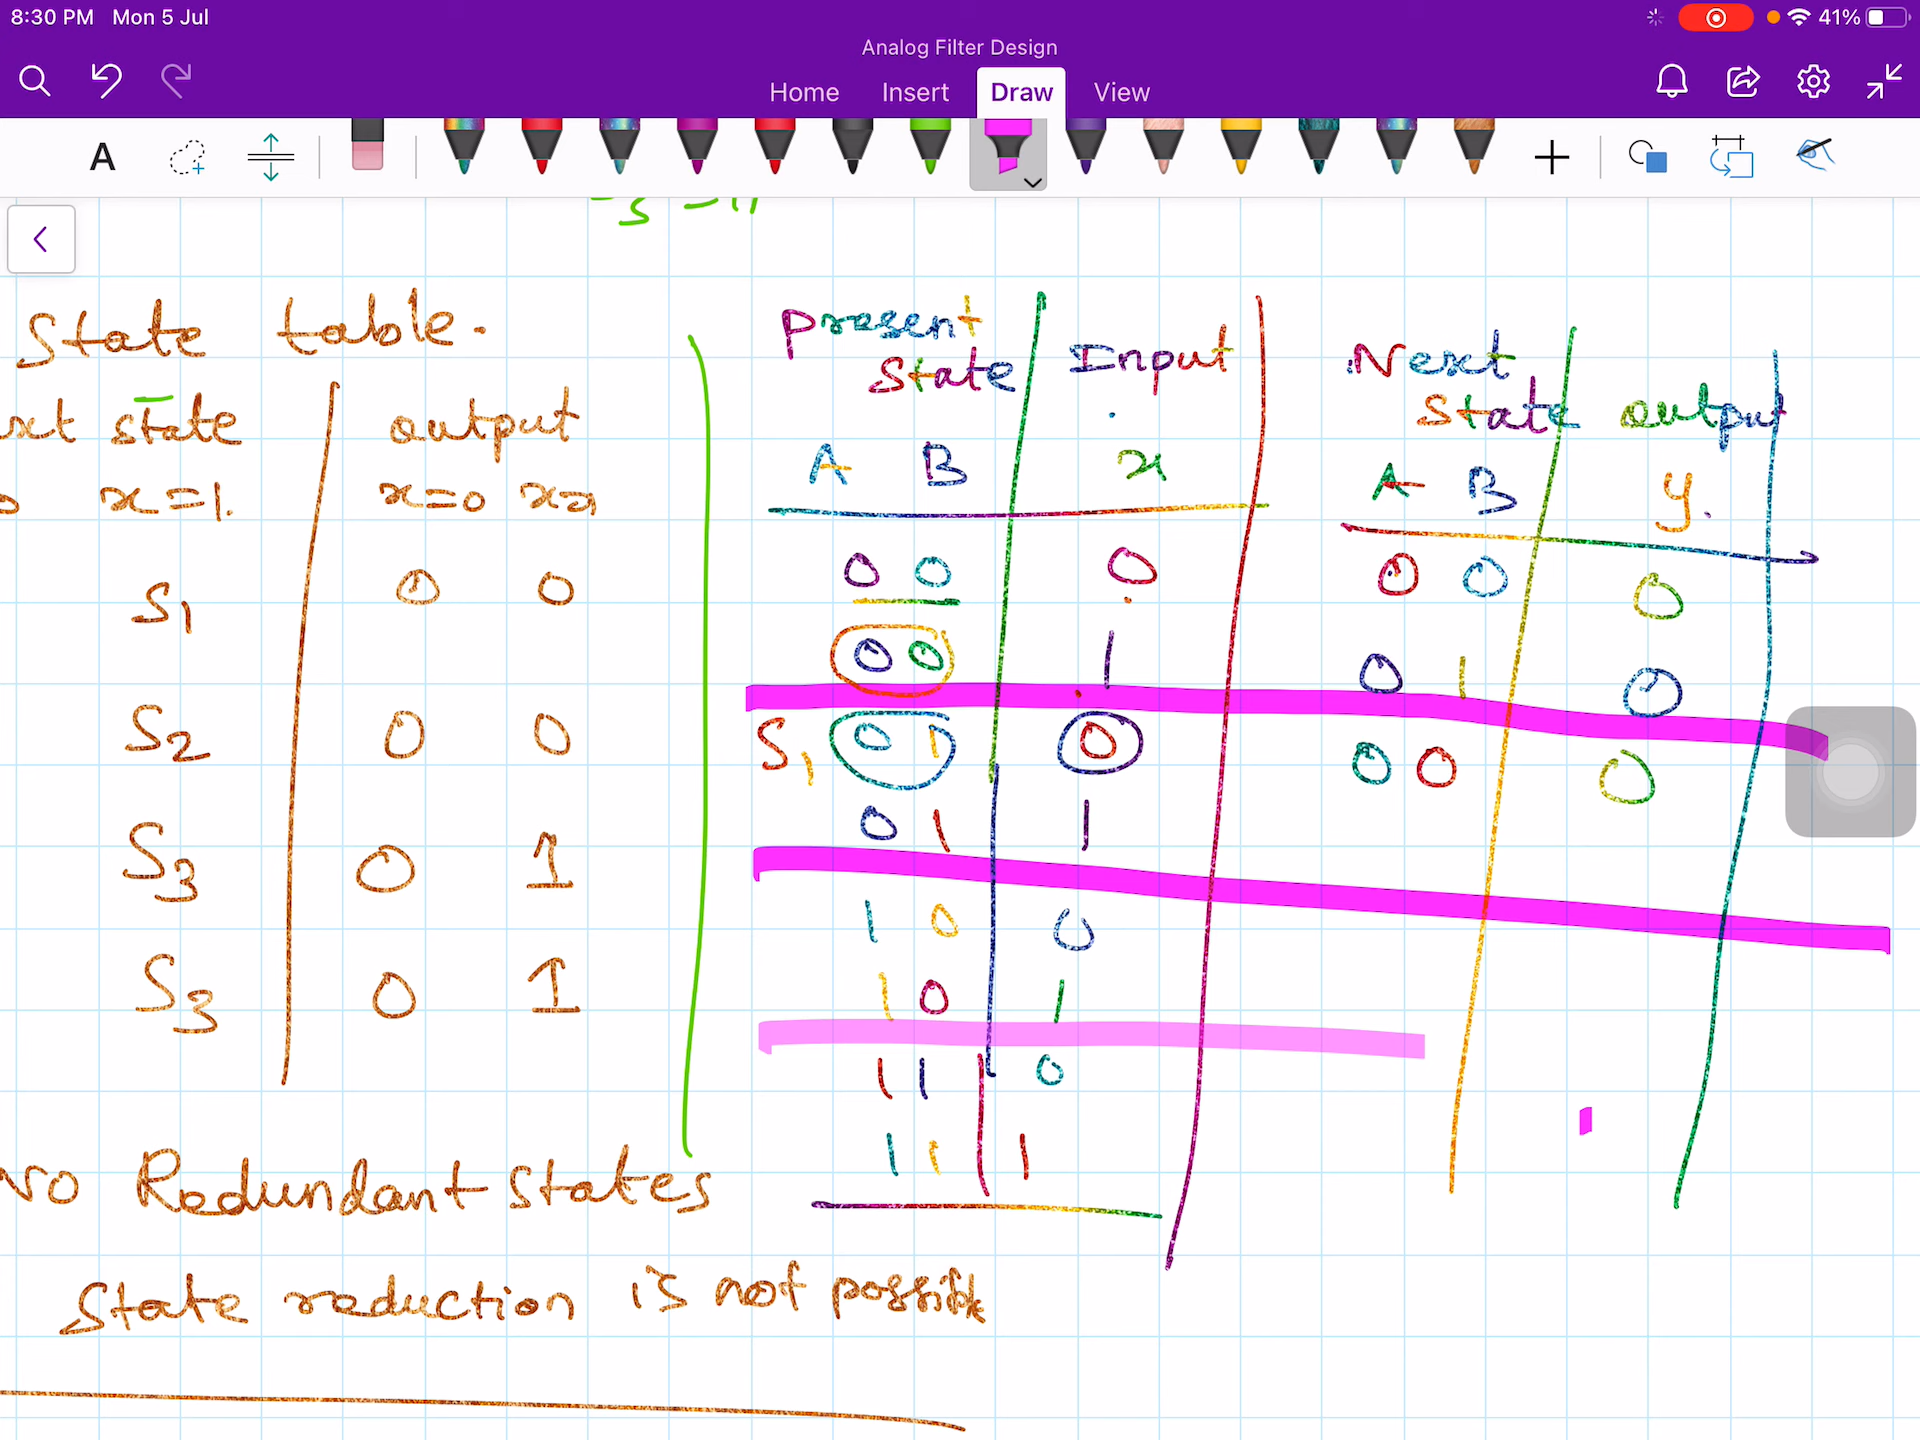 8:30 PM Mon 5 Jul
41%
Analog Filter Design
Home Insert Draw View
A
State table.
state output
x=1. x=0
S1 0 0
S2 0 0
S3 0 1
S3 0 1
No Redundant States
State reduction is not possible
Present State Input Next State output
A B x A B y
0 0 0 0 0 0
0 0 1 0 1 0
S1 0 1 0 0 0 0
0 1 1
1 0 0
1 0 1
1 1 0
1 1 1